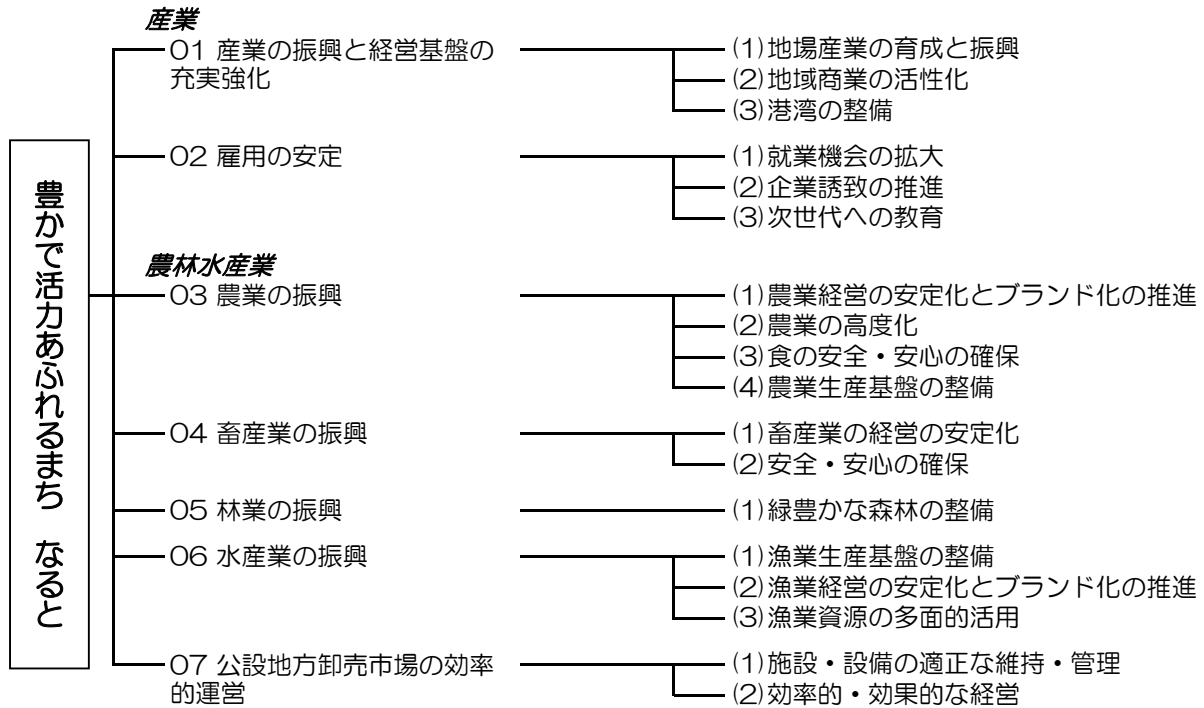 豊かで活力あふれるまち なると
産業
01 産業の振興と経営基盤の
充実強化
(1)地場産業の育成と振興
(2)地域商業の活性化
(3)港湾の整備
02 雇用の安定
(1)就業機会の拡大
(2)企業誘致の推進
(3)次世代への教育
農林水産業
03 農業の振興
(1)農業経営の安定化とブランド化の推進
(2)農業の高度化
(3)食の安全・安心の確保
(4)農業生産基盤の整備
04 畜産業の振興
(1)畜産業の経営の安定化
(2)安全・安心の確保
05 林業の振興
(1)緑豊かな森林の整備
06 水産業の振興
(1)漁業生産基盤の整備
(2)漁業経営の安定化とブランド化の推進
(3)漁業資源の多面的活用
07 公設地方卸売市場の効率
的運営
(1)施設・設備の適正な維持・管理
(2)効率的・効果的な経営